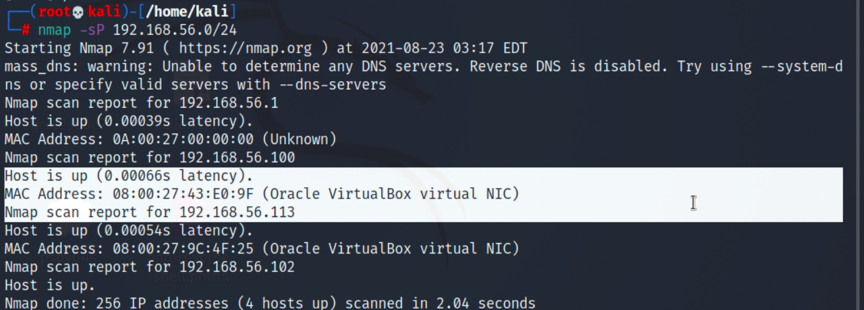 (root💀kali)-[/home/kali]
# nmap -sP 192.168.56.0/24
Starting Nmap 7.91 ( https://nmap.org ) at 2021-08-23 03:17 EDT
mass_dns: warning: Unable to determine any DNS servers. Reverse DNS is disabled. Try using --system-d
ns or specify valid servers with --dns-servers
Nmap scan report for 192.168.56.1
Host is up (0.00039s latency).
MAC Address: 0A:00:27:00:00:00 (Unknown)
Nmap scan report for 192.168.56.100
Host is up (0.00066s latency).
MAC Address: 08:00:27:43:E0:9F (Oracle VirtualBox virtual NIC)
Nmap scan report for 192.168.56.113
Host is up (0.00054s latency).
MAC Address: 08:00:27:9C:4F:25 (Oracle VirtualBox virtual NIC)
Nmap scan report for 192.168.56.102
Host is up.
Nmap done: 256 IP addresses (4 hosts up) scanned in 2.04 seconds